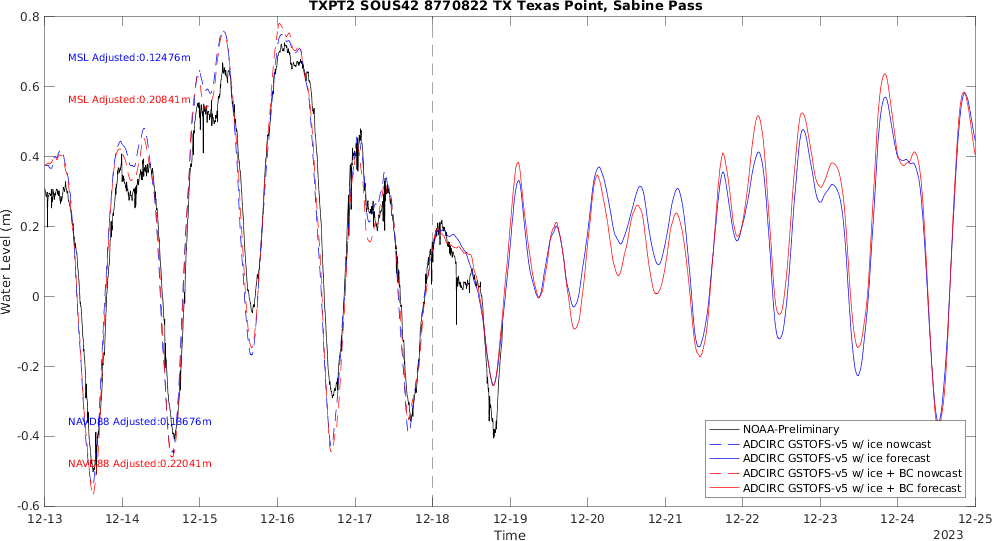 TXPT2 SOUS42 8770822 TX Texas Point, Sabine Pass
Water Level (m)
0.8
0.6
0.4
0.2
0
-0.2
-0.4
-0.6
MSL Adjusted:0.12476m
MSL Adjusted:0.20841m
NAVD88 Adjusted:0.13676m
NAVD88 Adjusted:0.22041m
NOAA-Preliminary
ADCIRC GSTOFS-v5 w/ ice nowcast
ADCIRC GSTOFS-v5 w/ ice forecast
ADCIRC GSTOFS-v5 w/ ice + BC nowcast
ADCIRC GSTOFS-v5 w/ ice + BC forecast
12-13 12-14 12-15 12-16 12-17 12-18 12-19 12-20 12-21 12-22 12-23 12-24 12-25
Time
2023